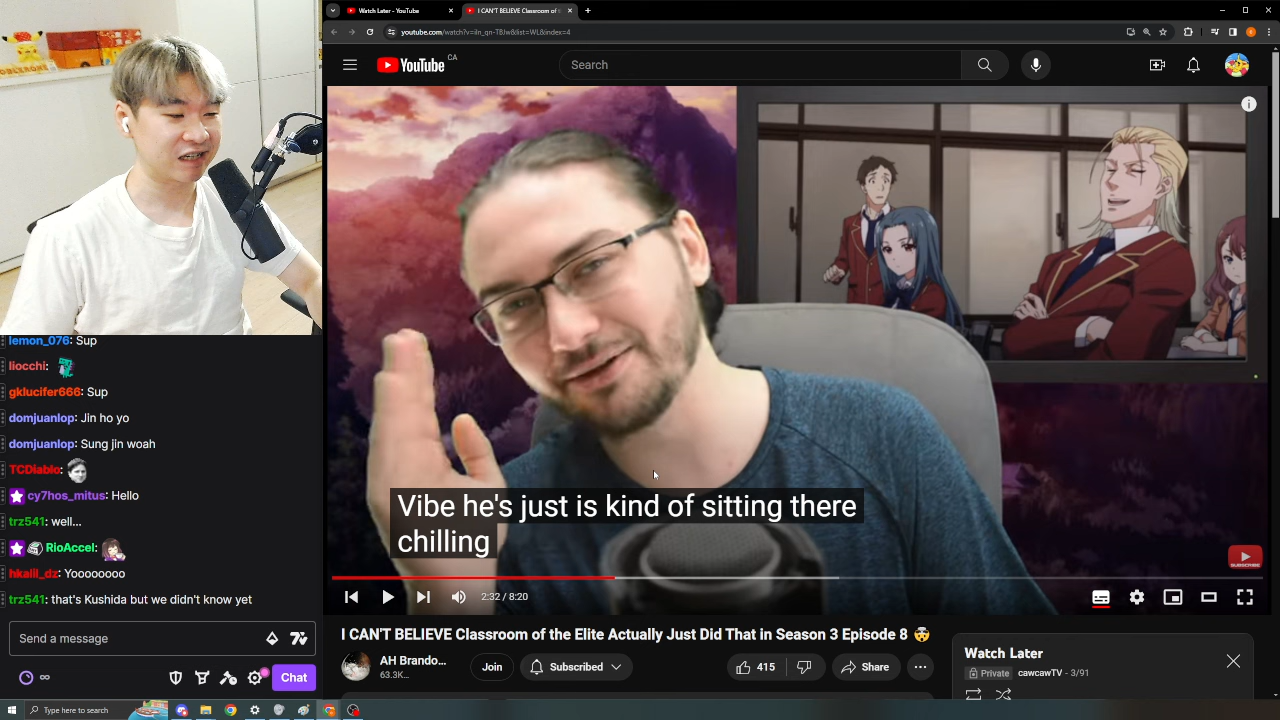 Watch Later - YouTube
I CAN'T BELIEVE Classroom of
youtube.com/watch?v=iIn_qn-TBJw&list=WL&index=4
YouTube CA
Search
Vibe he's just is kind of sitting there
chilling
SUBSCRIBE
2:32 / 8:20
I CAN'T BELIEVE Classroom of the Elite Actually Just Did That in Season 3 Episode 8 🤯
AH Brando...
63.3K...
Join
Subscribed
415
Share
Watch Later
Private
cawcawTV - 3/91
lemon_076: Sup
liocchi:
gklucifer666: Sup
domjuanlop: Jin ho yo
domjuanlop: Sung jin woah
TCDiablo:
cy7hos_mitus: Hello
trz541: well...
RioAccel:
hkalil_dz: Yoooooooo
trz541: that's Kushida but we didn't know yet
Send a message
Chat
Type here to search